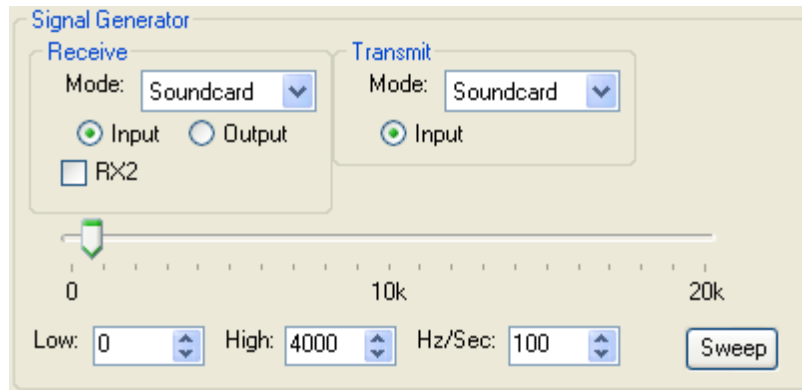 Signal Generator
Receive
Transmit
Mode: Soundcard
Mode: Soundcard
Input Output
Input
RX2
0 10k 20k
Low: 0 High: 4000 Hz/Sec: 100 Sweep